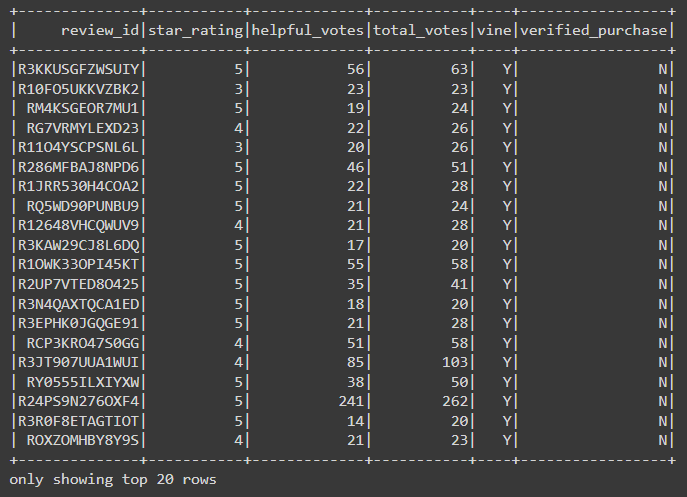 +--------------+-----------+-------------+-----------+----+-----------------+
|     review_id|star_rating|helpful_votes|total_votes|vine|verified_purchase|
+--------------+-----------+-------------+-----------+----+-----------------+
|R3KKUSGFZWSUIY|          5|           56|         63|   Y|                N|
|R10FO5UKKVZBK2|          3|           23|         23|   Y|                N|
| RM4KSGEOR7MU1|          5|           19|         24|   Y|                N|
| RG7VRMYLEXD23|          4|           22|         26|   Y|                N|
|R11O4YSCPSNL6L|          3|           20|         26|   Y|                N|
|R286MFBAJ8NPD6|          5|           46|         51|   Y|                N|
|R1JRR530H4COA2|          5|           22|         28|   Y|                N|
| RQ5WD90PUNBU9|          5|           21|         24|   Y|                N|
|R12648VHCQWUV9|          4|           21|         28|   Y|                N|
|R3KAW29CJ8L6DQ|          5|           17|         20|   Y|                N|
|R1OWK33OPI45KT|          5|           55|         58|   Y|                N|
|R2UP7VTED8O425|          5|           35|         41|   Y|                N|
|R3N4QAXTQCA1ED|          5|           18|         20|   Y|                N|
|R3EPHK0JGQGE91|          5|           21|         28|   Y|                N|
| RCP3KRO47S0GG|          4|           51|         58|   Y|                N|
|R3JT907UUA1WUI|          4|           85|        103|   Y|                N|
| RY0555ILXIYXW|          5|           38|         50|   Y|                N|
|R24PS9N276OXF4|          5|          241|        262|   Y|                N|
|R3R0F8ETAGTIOT|          5|           14|         20|   Y|                N|
| ROXZOMHBY8Y9S|          4|           21|         23|   Y|                N|
+--------------+-----------+-------------+-----------+----+-----------------+
only showing top 20 rows